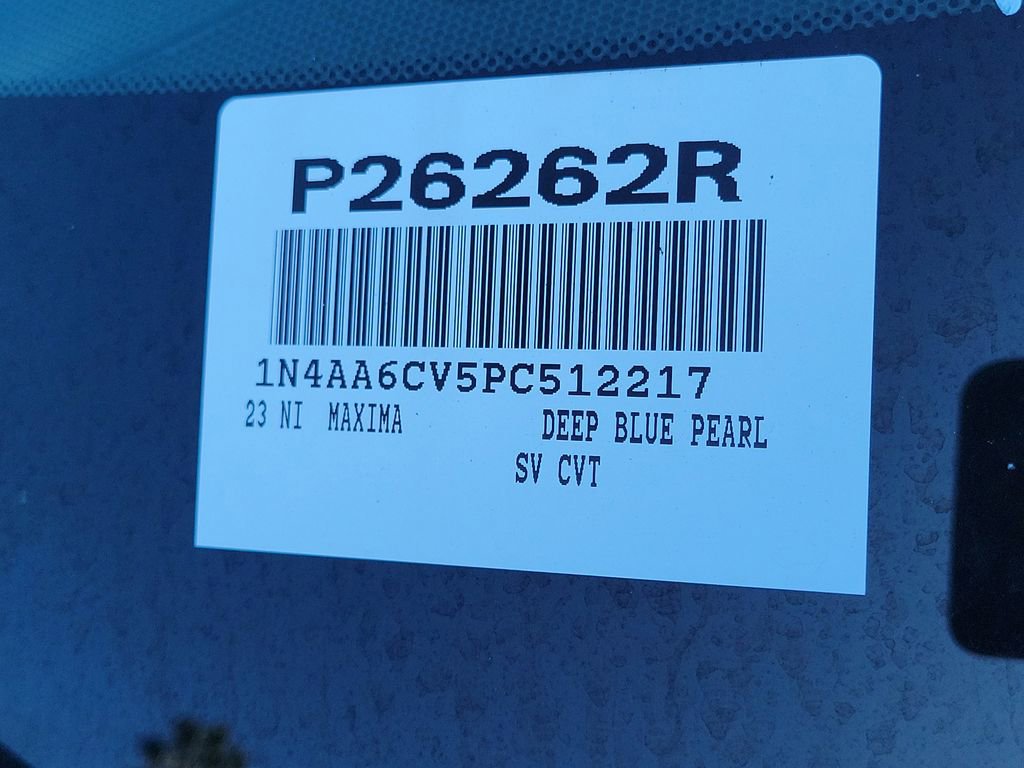 P26262R
1N4AA6CV5PC512217
23 NI MAXIMA DEEP BLUE PEARL
SV CVT